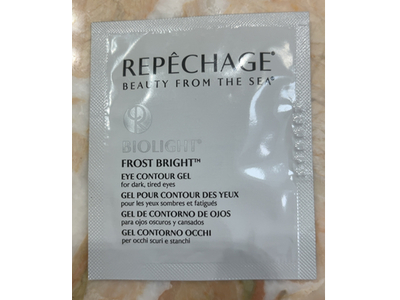 REPÊCHAGE®
BEAUTY FROM THE SEA®
BIOLIGHT®
FROST BRIGHT™
EYE CONTOUR GEL
for dark, tired eyes
GEL POUR CONTOUR DES YEUX
pour les yeux sombres et fatigués
GEL DE CONTORNO DE OJOS
para ojos oscuros y cansados
GEL CONTORNO OCCHI
per occhi scuri e stanchi